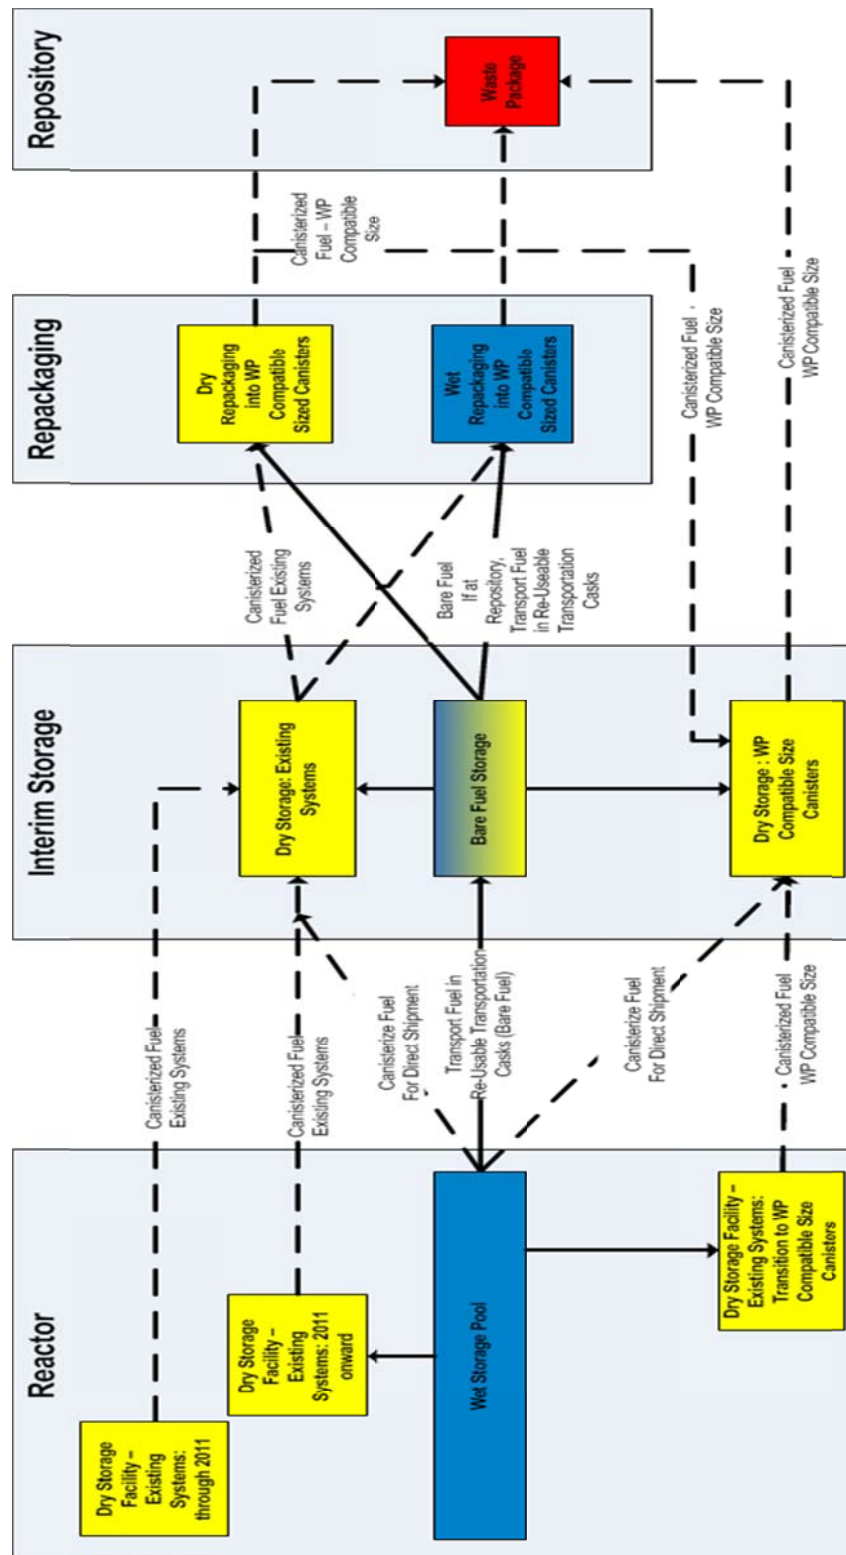 Reactor
Dry Storage
Facility –
Existing
Systems:
through 2011
Dry Storage
Facility –
Existing
Systems: 2011
onward
Wet Storage Pool
Dry Storage Facility –
Existing Systems:
Transition to WP
Compatible Size
Canisters
Canisterized Fuel
Existing Systems
Canisterized Fuel
Existing Systems
Canisterize Fuel
For Direct Shipment
Transport Fuel in
Re-Usable Transportation
Casks (Bare Fuel)
Canisterize Fuel
For Direct Shipment
Canisterized Fuel
WP Compatible Size
Interim Storage
Dry Storage: Existing
Systems
Bare Fuel Storage
Dry Storage : WP
Compatible Size
Canisters
Canisterized
Fuel Existing
Systems
Bare Fuel
If at
Repository,
Transport Fuel
in Re-Useable
Transportation
Casks
Repackaging
Dry
Repackaging
into WP
Compatible
Sized Canisters
Wet
Repackaging
into WP
Compatible
Sized Canisters
Canisterized Fuel
WP Compatible Size
Canisterized
Fuel – WP
Compatible
Size
Canisterized Fuel
WP Compatible Size
Repository
Waste
Package